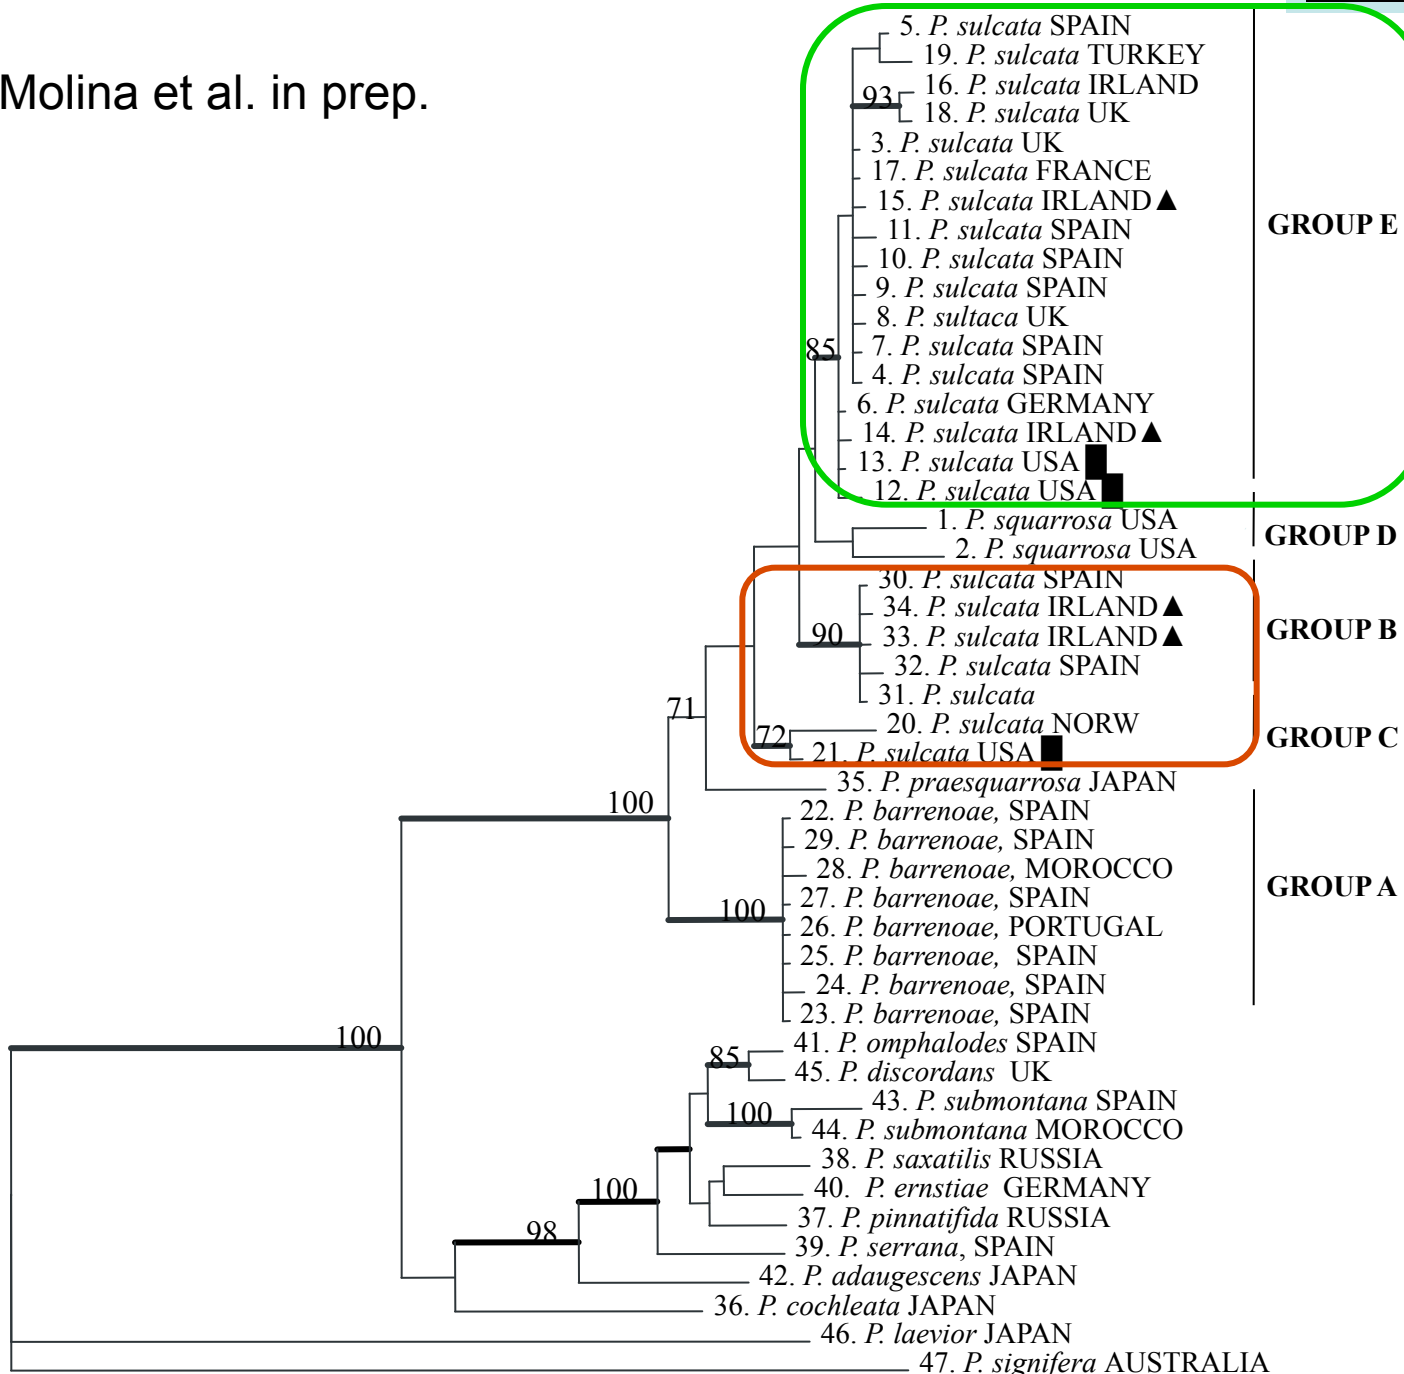 Molina et al. in prep.
5. P. sulcata SPAIN
19. P. sulcata TURKEY
16. P. sulcata IRLAND
93
18. P. sulcata UK
3. P. sulcata UK
17. P. sulcata FRANCE
15. P. sulcata IRLAND▲
GROUP E
11. P. sulcata SPAIN
10. P. sulcata SPAIN
9. P. sulcata SPAIN
8. P. sultaca UK
85
7. P. sulcata SPAIN
4. P. sulcata SPAIN
6. P. sulcata GERMANY
14. P. sulcata IRLAND▲
13. P. sulcata USA
12. P. sulcata USA
1. P. squarrosa USA
GROUP D
2. P. squarrosa USA
30. P. sulcata SPAIN
34. P. sulcata IRLAND▲
90
33. P. sulcata IRLAND▲
GROUP B
32. P. sulcata SPAIN
31. P. sulcata
71
20. P. sulcata NORW
72
GROUP C
21. P. sulcata USA
35. P. praesquarrosa JAPAN
100
22. P. barrenoae, SPAIN
29. P. barrenoae, SPAIN
28. P. barrenoae, MOROCCO
GROUP A
27. P. barrenoae, SPAIN
100
26. P. barrenoae, PORTUGAL
25. P. barrenoae, SPAIN
24. P. barrenoae, SPAIN
23. P. barrenoae, SPAIN
100
41. P. omphalodes SPAIN
85
45. P. discordans UK
43. P. submontana SPAIN
100
44. P. submontana MOROCCO
38. P. saxatilis RUSSIA
100
40. P. ernstiae GERMANY
37. P. pinnatifida RUSSIA
98
39. P. serrana, SPAIN
42. P. adaugescens JAPAN
36. P. cochleata JAPAN
46. P. laevior JAPAN
47. P. signifera AUSTRALIA